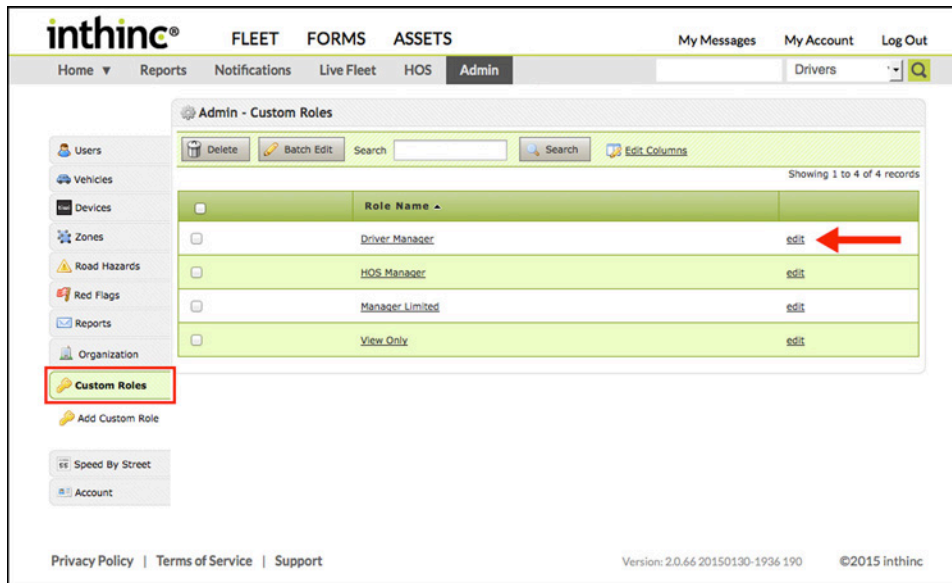 inthinc®
FLEET FORMS ASSETS
My Messages My Account Log Out
Home ▼ Reports Notifications Live Fleet HOS Admin
Drivers
Admin - Custom Roles
Delete Batch Edit Search Search Edit Columns
Showing 1 to 4 of 4 records
Role Name
Driver Manager edit
HOS Manager edit
Manager Limited edit
View Only edit
Users
Vehicles
Devices
Zones
Road Hazards
Red Flags
Reports
Organization
Custom Roles
Add Custom Role
Speed By Street
Account
Privacy Policy | Terms of Service | Support
Version: 2.0.66 20150130-1936 190
©2015 inthinc